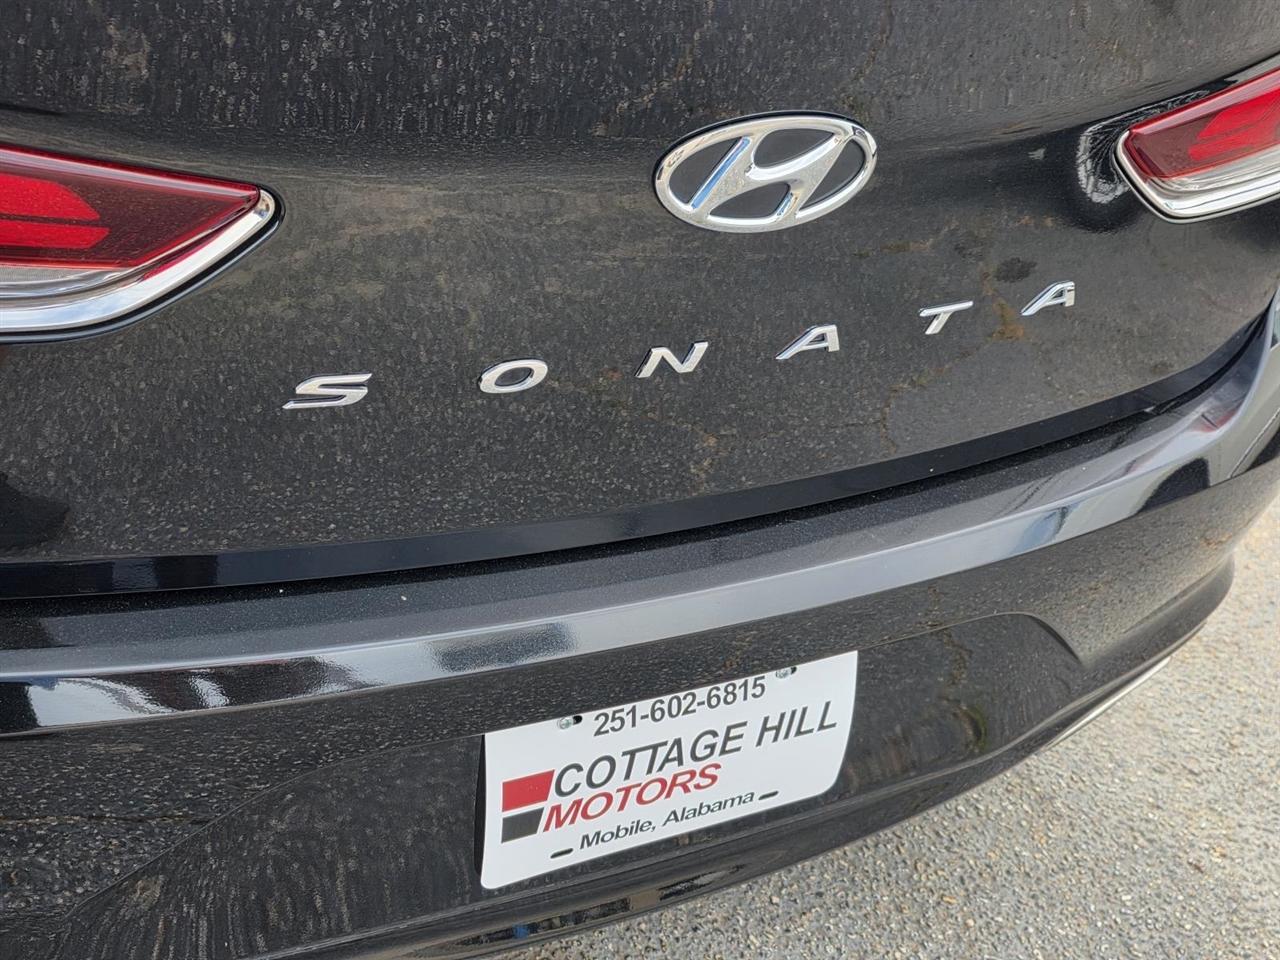 SONATA
251-602-6815
COTTAGE HILL
MOTORS
Mobile, Alabama